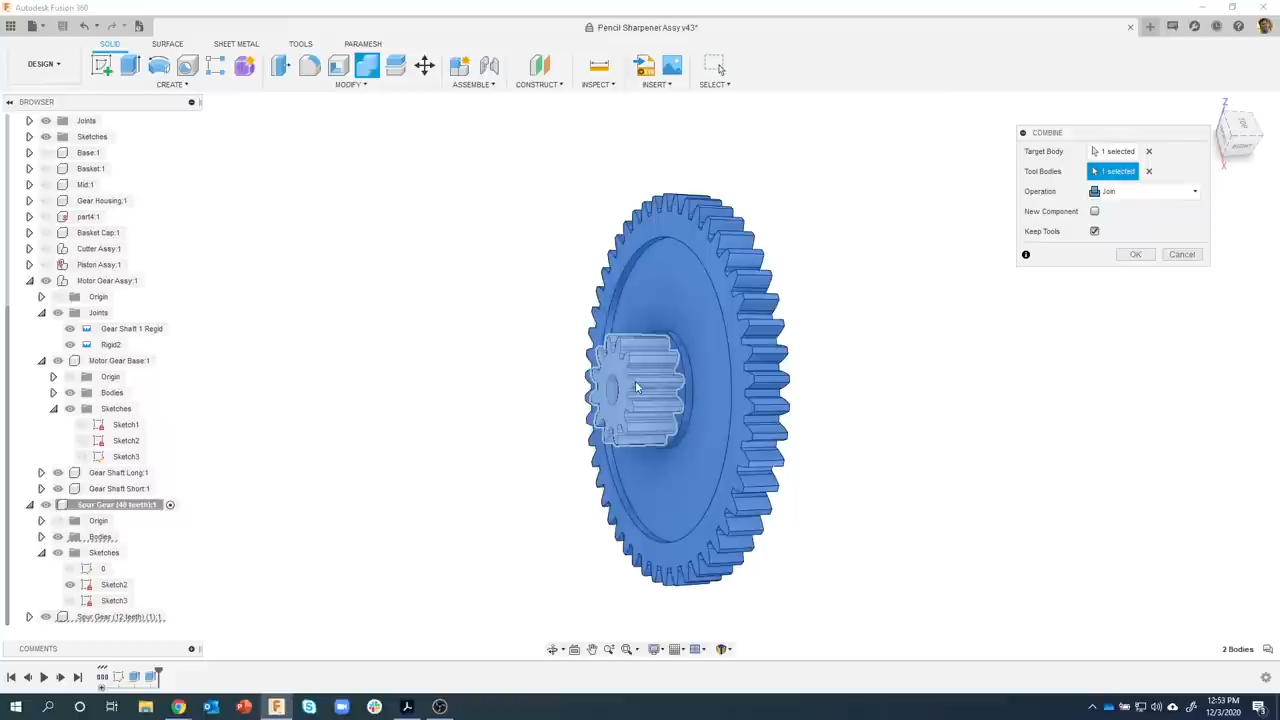 Autodesk Fusion 360
Pencil Sharpener Assy v43*
SOLID SURFACE SHEET METAL TOOLS PARAMESH
DESIGN
CREATE MODIFY ASSEMBLE CONSTRUCT INSPECT INSERT SELECT
BROWSER
Joints
Sketches
Base:1
Basket:1
Mid:1
Gear Housing:1
part4:1
Basket Cap:1
Cutter Assy:1
Piston Assy:1
Motor Gear Assy:1
Origin
Joints
Gear Shaft 1 Regid
Rigid2
Motor Gear Base:1
Origin
Bodies
Sketches
Sketch1
Sketch2
Sketch3
Gear Shaft Long:1
Gear Shaft Short:1
Spur Gear (48 teeth):1
Origin
Bodies
Sketches
0
Sketch2
Sketch3
Spur Gear (12 teeth) (1):1
COMMENTS
COMBINE
Target Body 1 selected
Tool Bodies 1 selected
Operation Join
New Component
Keep Tools
OK Cancel
Z
TOP
RIGHT
X
2 Bodies
12:53 PM
12/3/2020
3